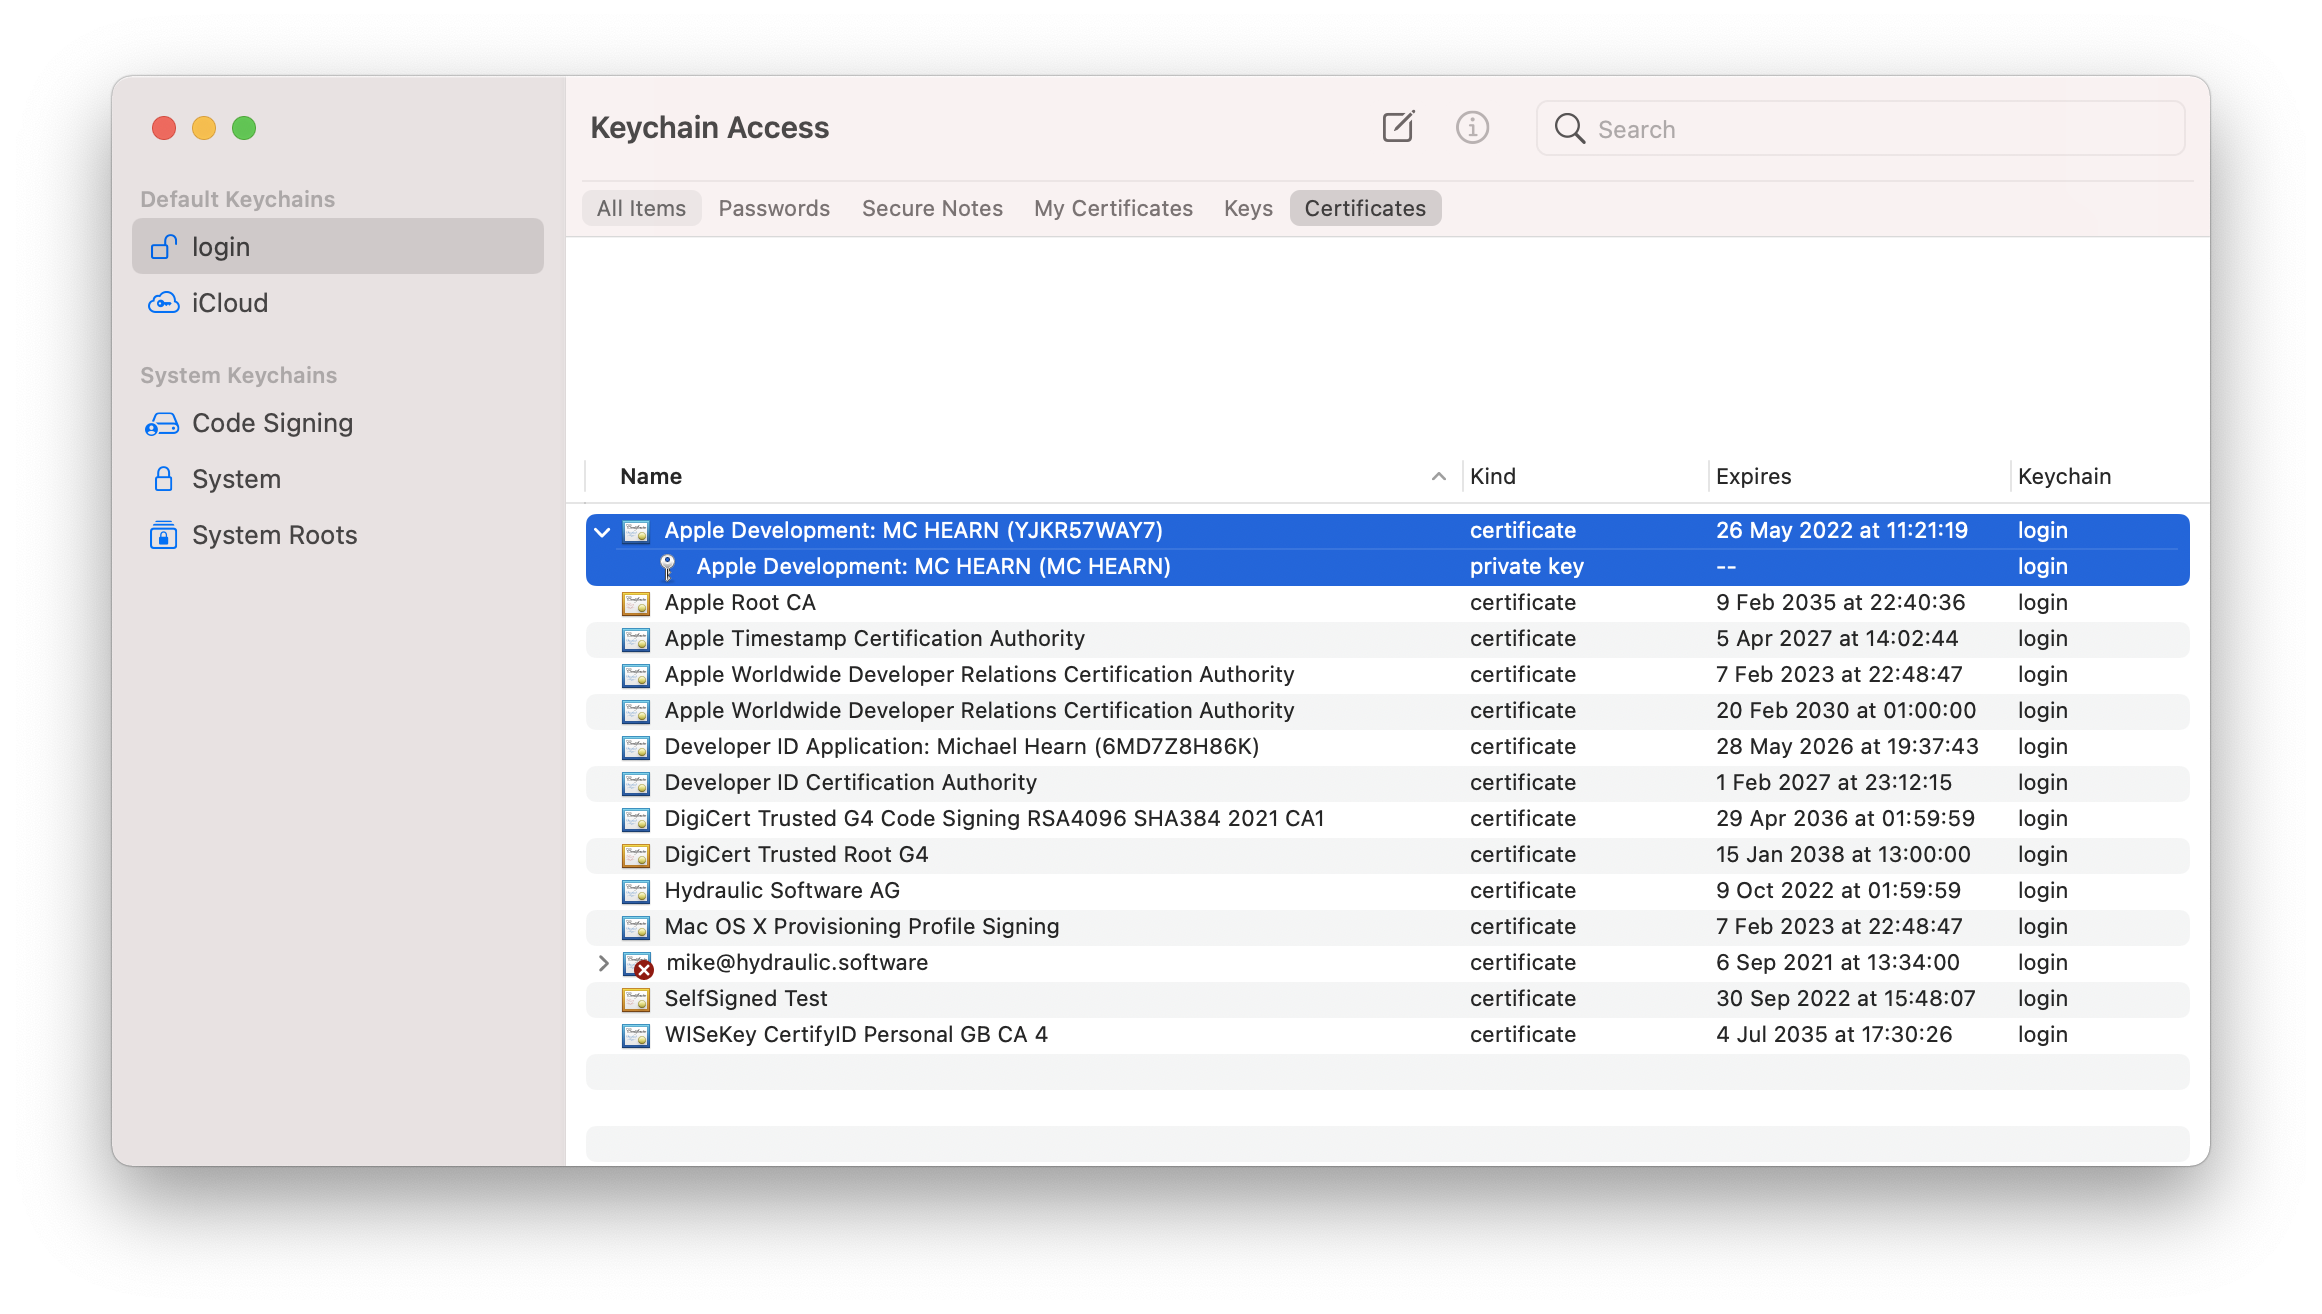 Keychain Access
Search
Default Keychains
login
iCloud
System Keychains
Code Signing
System
System Roots
All Items Passwords Secure Notes My Certificates Keys Certificates
Name Kind Expires Keychain
Apple Development: MC HEARN (YJKR57WAY7) certificate 26 May 2022 at 11:21:19 login
Apple Development: MC HEARN (MC HEARN) private key -- login
Apple Root CA certificate 9 Feb 2035 at 22:40:36 login
Apple Timestamp Certification Authority certificate 5 Apr 2027 at 14:02:44 login
Apple Worldwide Developer Relations Certification Authority certificate 7 Feb 2023 at 22:48:47 login
Apple Worldwide Developer Relations Certification Authority certificate 20 Feb 2030 at 01:00:00 login
Developer ID Application: Michael Hearn (6MD7Z8H86K) certificate 28 May 2026 at 19:37:43 login
Developer ID Certification Authority certificate 1 Feb 2027 at 23:12:15 login
DigiCert Trusted G4 Code Signing RSA4096 SHA384 2021 CA1 certificate 29 Apr 2036 at 01:59:59 login
DigiCert Trusted Root G4 certificate 15 Jan 2038 at 13:00:00 login
Hydraulic Software AG certificate 9 Oct 2022 at 01:59:59 login
Mac OS X Provisioning Profile Signing certificate 7 Feb 2023 at 22:48:47 login
mike@hydraulic.software certificate 6 Sep 2021 at 13:34:00 login
SelfSigned Test certificate 30 Sep 2022 at 15:48:07 login
WISeKey CertifyID Personal GB CA 4 certificate 4 Jul 2035 at 17:30:26 login